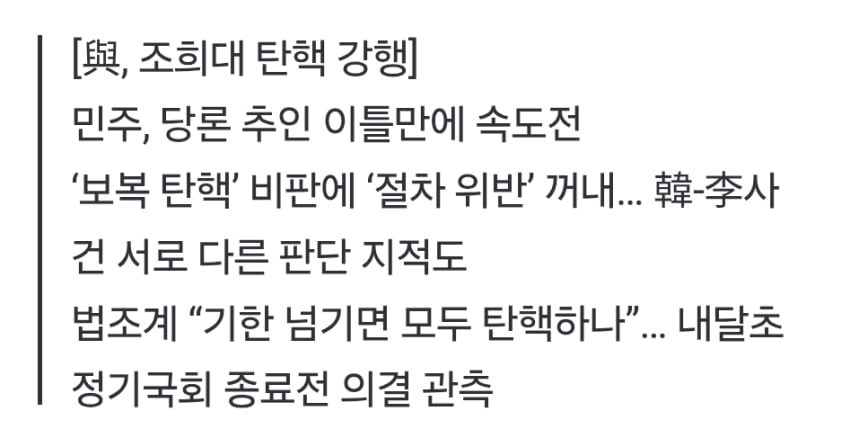 [與, 조희대 탄핵 강행]
민주, 당론 추인 이틀만에 속도전
‘보복 탄핵’ 비판에 ‘절차 위반’ 꺼내… 韓-李사
건 서로 다른 판단 지적도
법조계 “기한 넘기면 모두 탄핵하나”… 내달초
정기국회 종료전 의결 관측